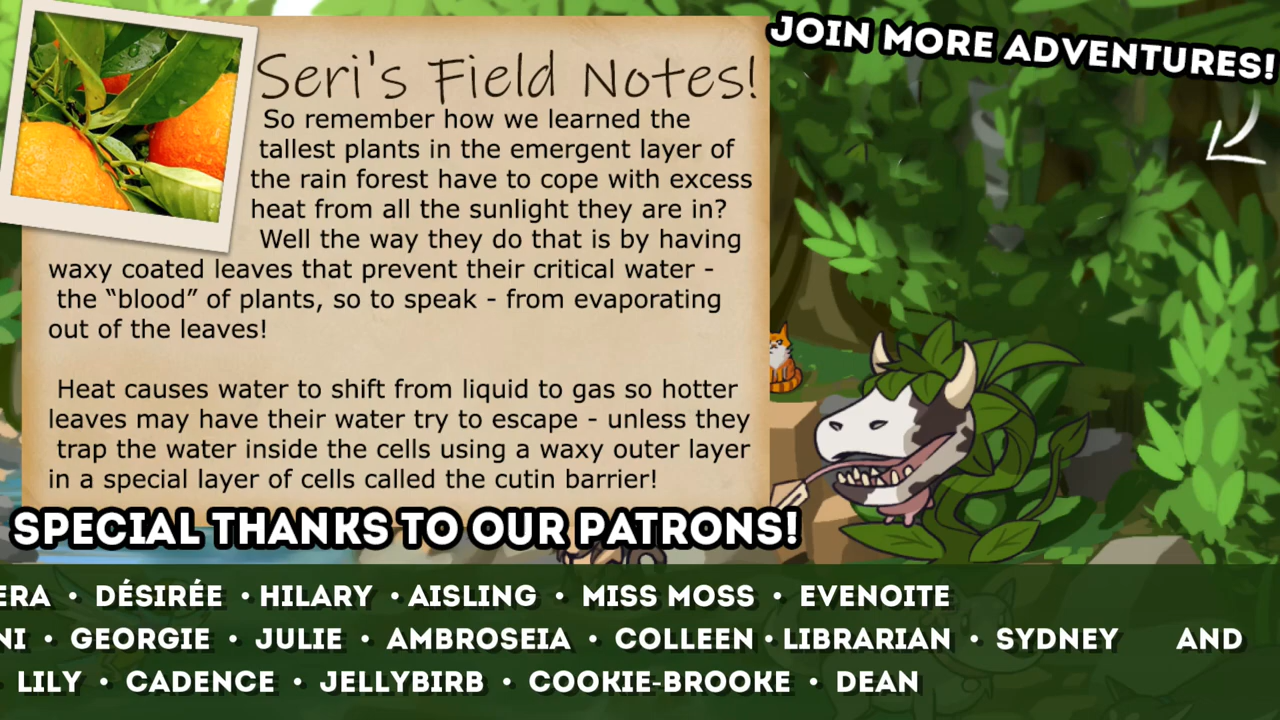 JOIN MORE ADVENTURES!
Seri's Field Notes!
So remember how we learned the
tallest plants in the emergent layer of
the rain forest have to cope with excess
heat from all the sunlight they are in?
Well the way they do that is by having
waxy coated leaves that prevent their critical water -
the “blood” of plants, so to speak - from evaporating
out of the leaves!
Heat causes water to shift from liquid to gas so hotter
leaves may have their water try to escape - unless they
trap the water inside the cells using a waxy outer layer
in a special layer of cells called the cutin barrier!
SPECIAL THANKS TO OUR PATRONS!
ERA • DÉSIRÉE • HILARY • AISLING • MISS MOSS • EVENOITE
NI • GEORGIE • JULIE • AMBROSEIA • COLLEEN • LIBRARIAN • SYDNEY AND
• LILY • CADENCE • JELLYBIRB • COOKIE-BROOKE • DEAN